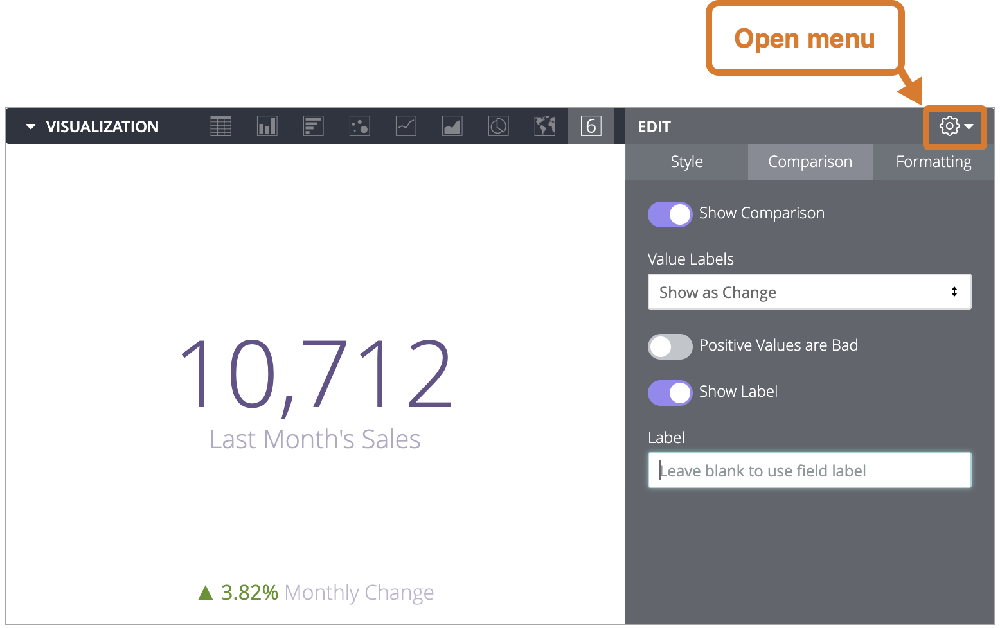 Open menu
VISUALIZATION
6
EDIT
Style
Comparison
Formatting
Show Comparison
Value Labels
Show as Change
Positive Values are Bad
Show Label
Label
Leave blank to use field label
10,712
Last Month's Sales
▲ 3.82% Monthly Change